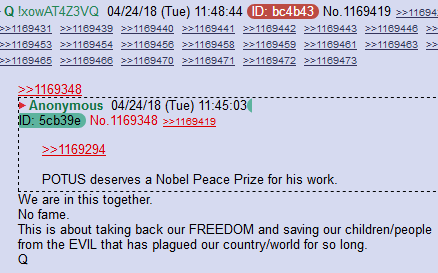 Q !xowAT4Z3VQ 04/24/18 (Tue) 11:48:44 ID: bc4b43 No.1169419
>>1169431 >>1169439 >>1169440 >>1169441 >>1169443 >>1169446
>>1169453 >>1169454 >>1169456 >>1169458 >>1169459 >>1169461 >>1169463
>>1169465 >>1169466 >>1169470 >>1169471 >>1169472 >>1169473
>>1169348
Anonymous 04/24/18 (Tue) 11:45:03
ID: 5cb39e No.1169348 >>1169419
>>1169294
POTUS deserves a Nobel Peace Prize for his work.
We are in this together.
No fame.
This is about taking back our FREEDOM and saving our children/people
from the EVIL that has plagued our country/world for so long.
Q